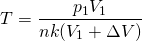 T = \frac{p_1 V_1}{nk(V_1 + \Delta V)}